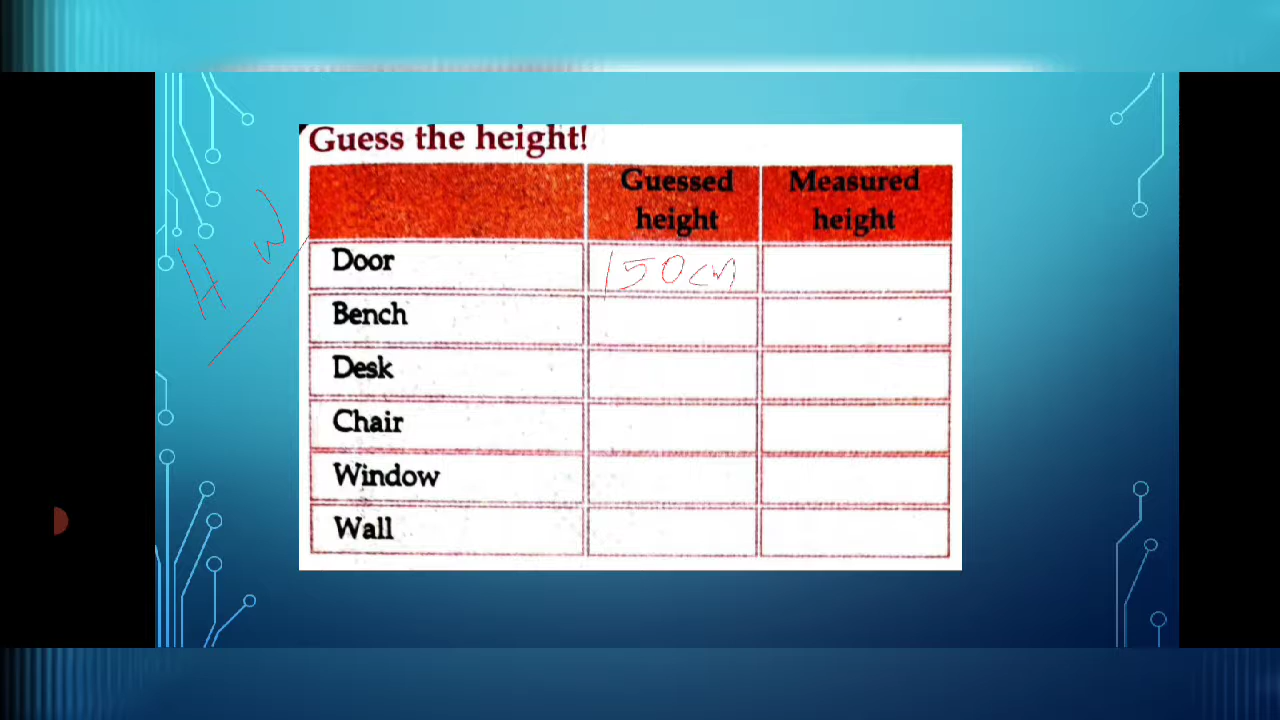 Guess the height!
Guessed height
Measured height
H W
Door 150cm
Bench
Desk
Chair
Window
Wall